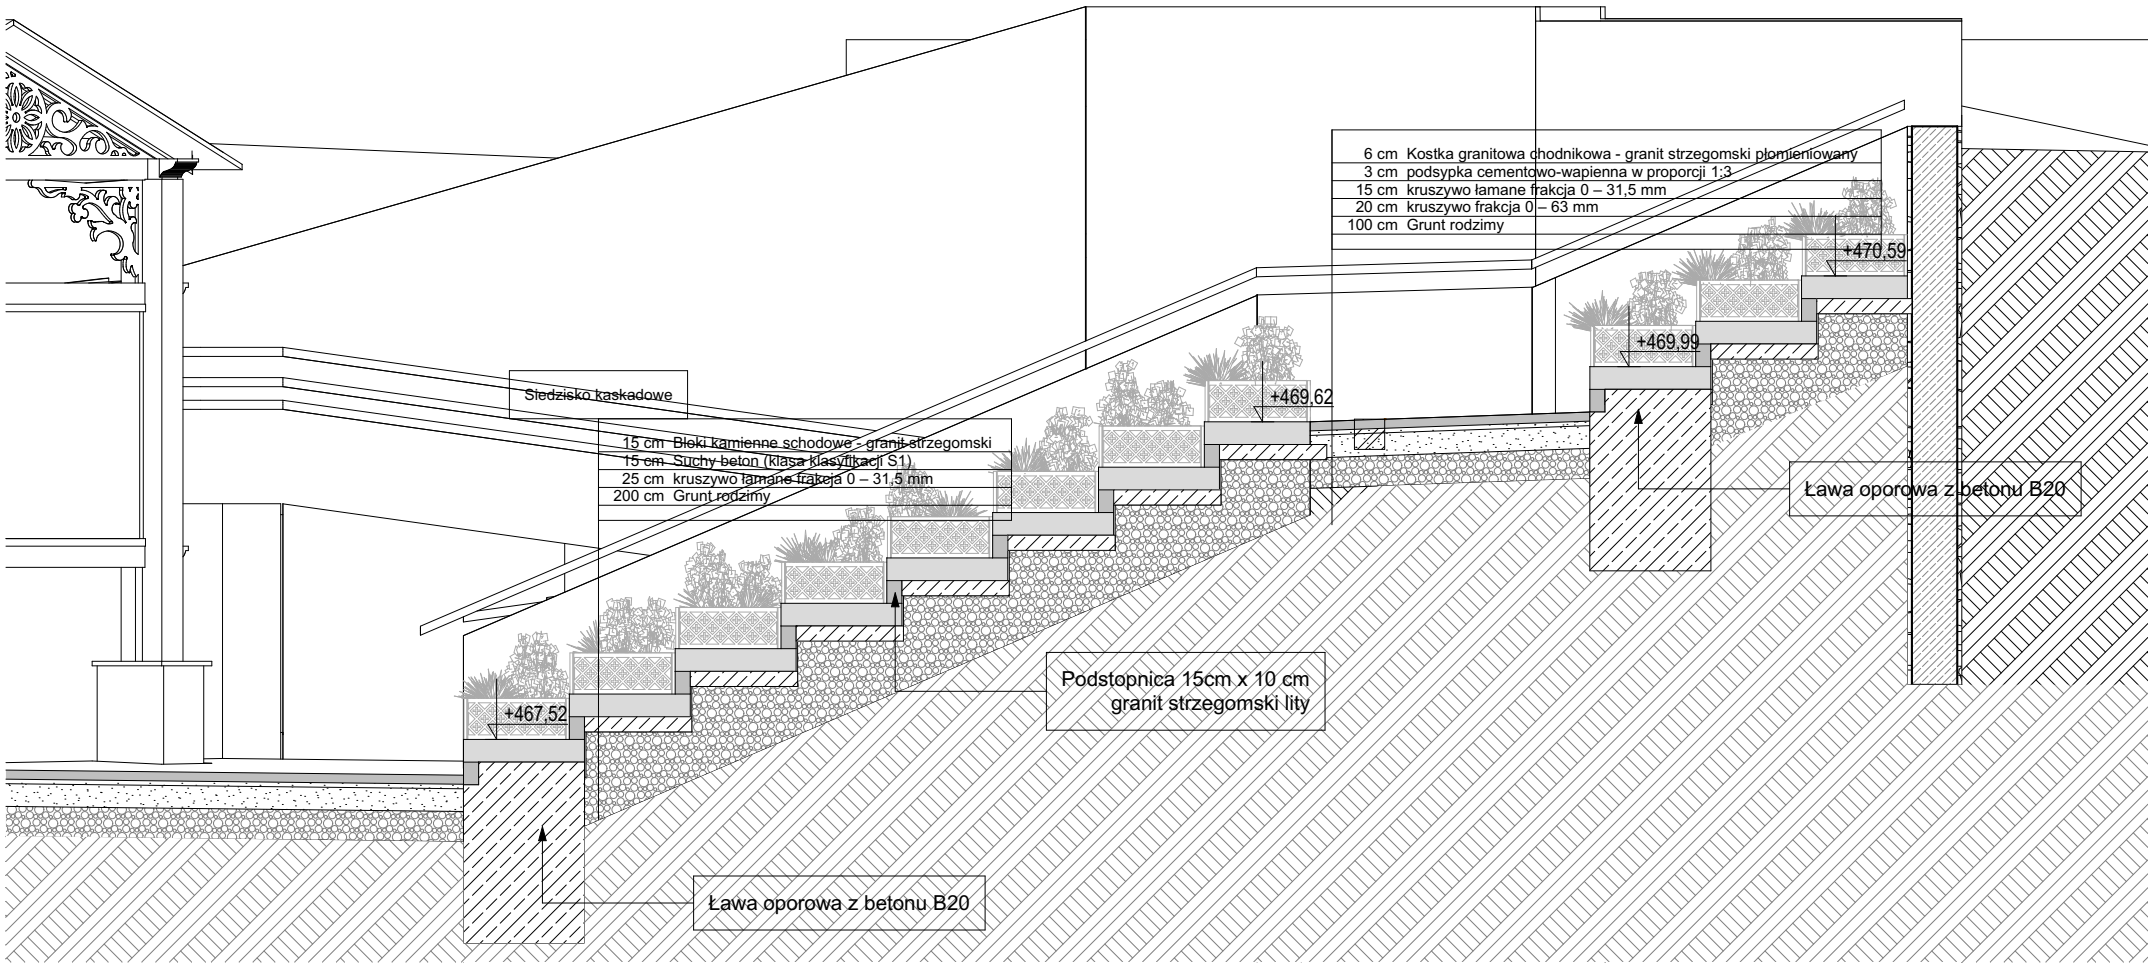 6 cm Kostka granitowa chodnikowa - granit strzegomski płomieniowany
3 cm podsypka cementowo-wapienna w proporcji 1:3
15 cm kruszywo łamane frakcja 0 – 31,5 mm
20 cm kruszywo frakcja 0 – 63 mm
100 cm Grunt rodzimy
+470,59
+469,99
Siedzisko kaskadowe
+469,62
15 cm Bloki kamienne schodowe - granit strzegomski
15 cm Suchy beton (klasa klasyfikacji S1)
25 cm kruszywo łamane frakcja 0 – 31,5 mm
200 cm Grunt rodzimy
Ława oporowa z betonu B20
Podstopnica 15cm x 10 cm
granit strzegomski lity
+467,52
Ława oporowa z betonu B20